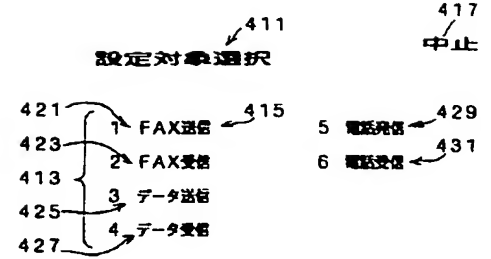 417
411
中止
設定対象選択
421
415
429
1 FAX送信
5 電話発信
423
431
2 FAX受信
6 電話受信
413
3 データ送信
425
4 データ受信
427